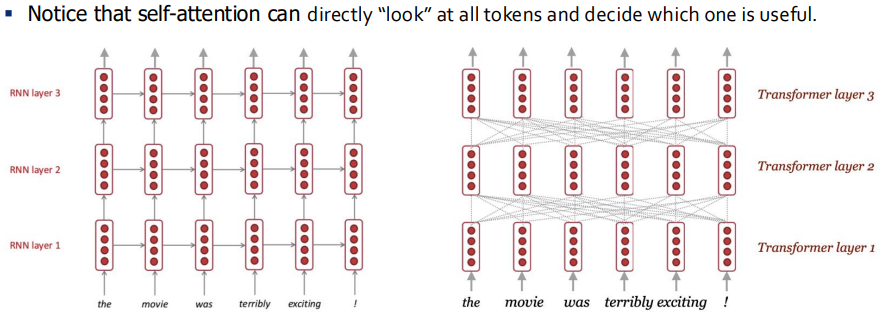 ▪ Notice that self-attention can directly “look” at all tokens and decide which one is useful.
RNN layer 3
RNN layer 2
RNN layer 1
the movie was terribly exciting !
Transformer layer 3
Transformer layer 2
Transformer layer 1
the movie was terribly exciting !